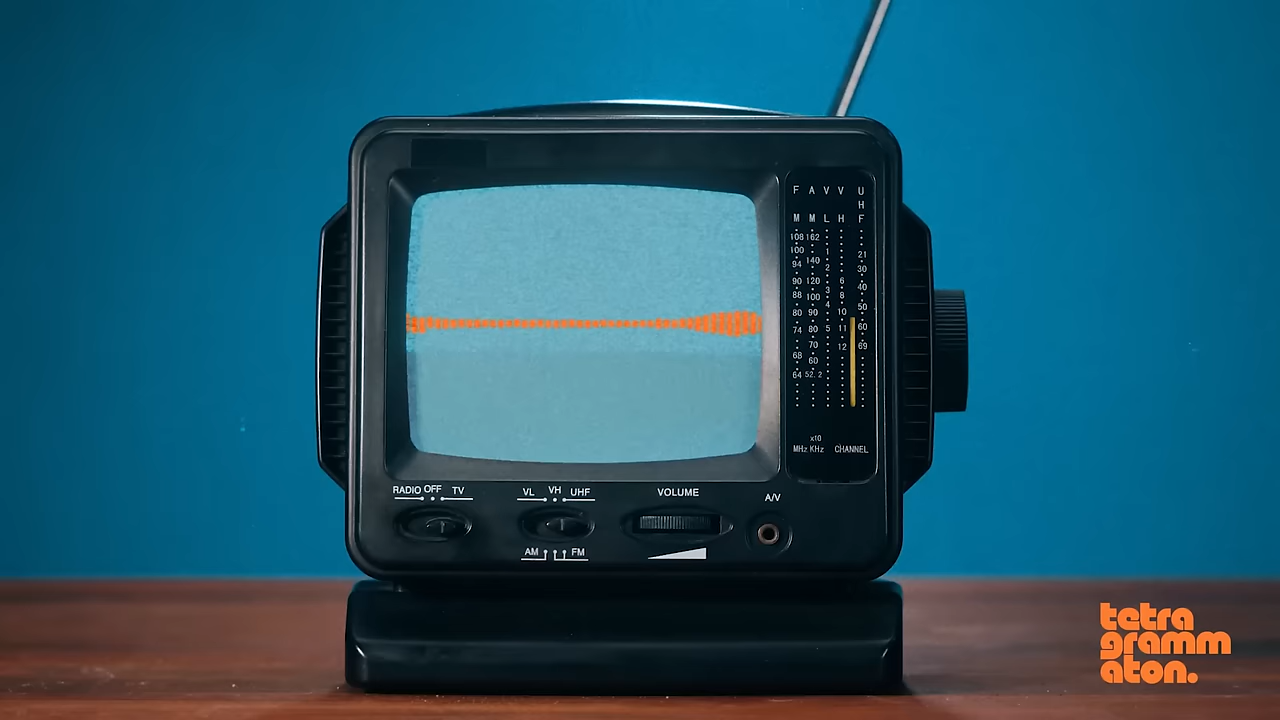 F A V V U
H
M M L H F
108 162
100 1
94 140 21
2 30
90 120 6
3 40
88 100 8
4 50
80 90 10
74 80 5 11 60
70 12 69
68 60
64 52.2
x10
MHz KHz CHANNEL
RADIO OFF TV
VL VH UHF
VOLUME
A/V
AM FM
tetra
gramm
aton.